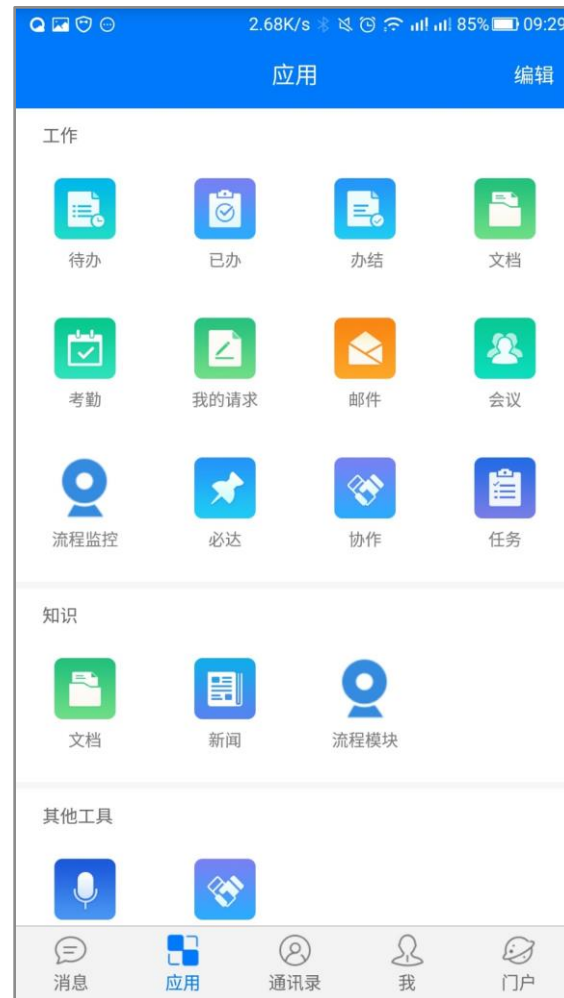 2.68K/s 85% 09:29
应用 编辑
工作
待办 已办 办结 文档
考勤 我的请求 邮件 会议
流程监控 必达 协作 任务
知识
文档 新闻 流程模块
其他工具
消息 应用 通讯录 我 门户